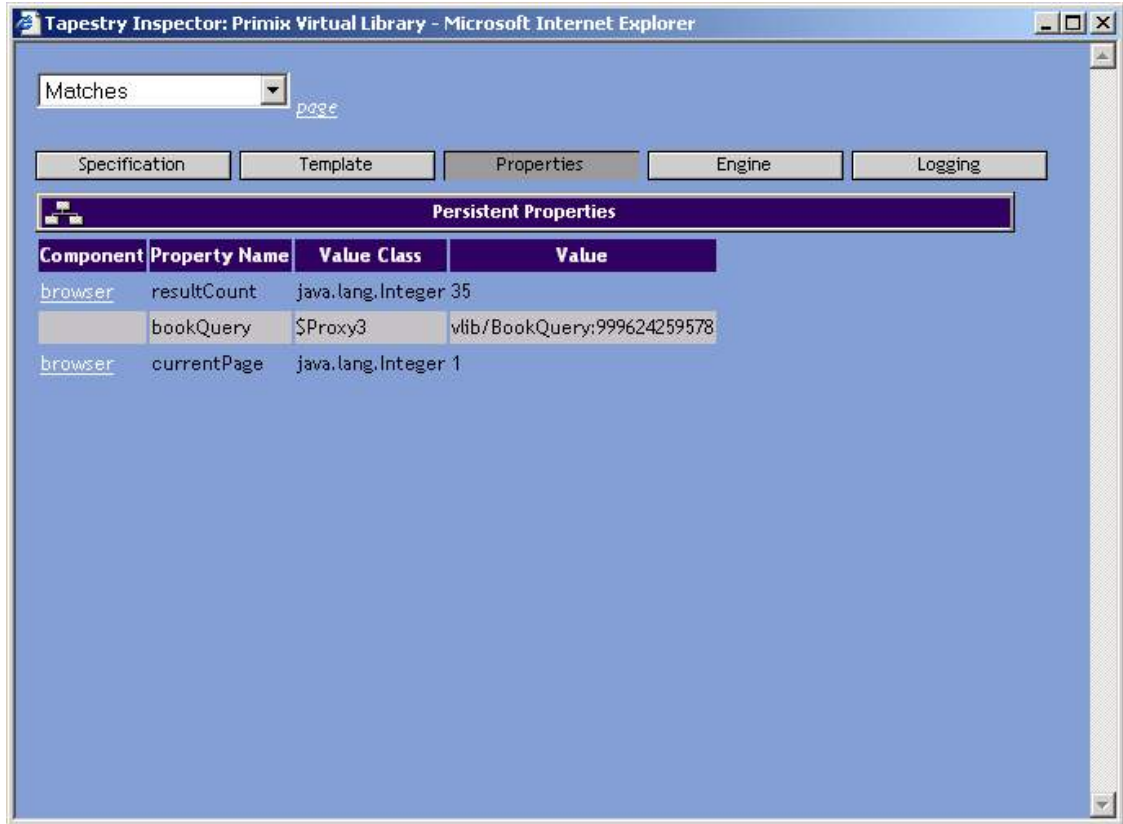 Tapestry Inspector: Primix Virtual Library - Microsoft Internet Explorer
Matches
page
Specification Template Properties Engine Logging
Persistent Properties
Component Property Name Value Class Value
browser resultCount java.lang.Integer 35
bookQuery $Proxy3 vlib/BookQuery:999624259578
browser currentPage java.lang.Integer 1